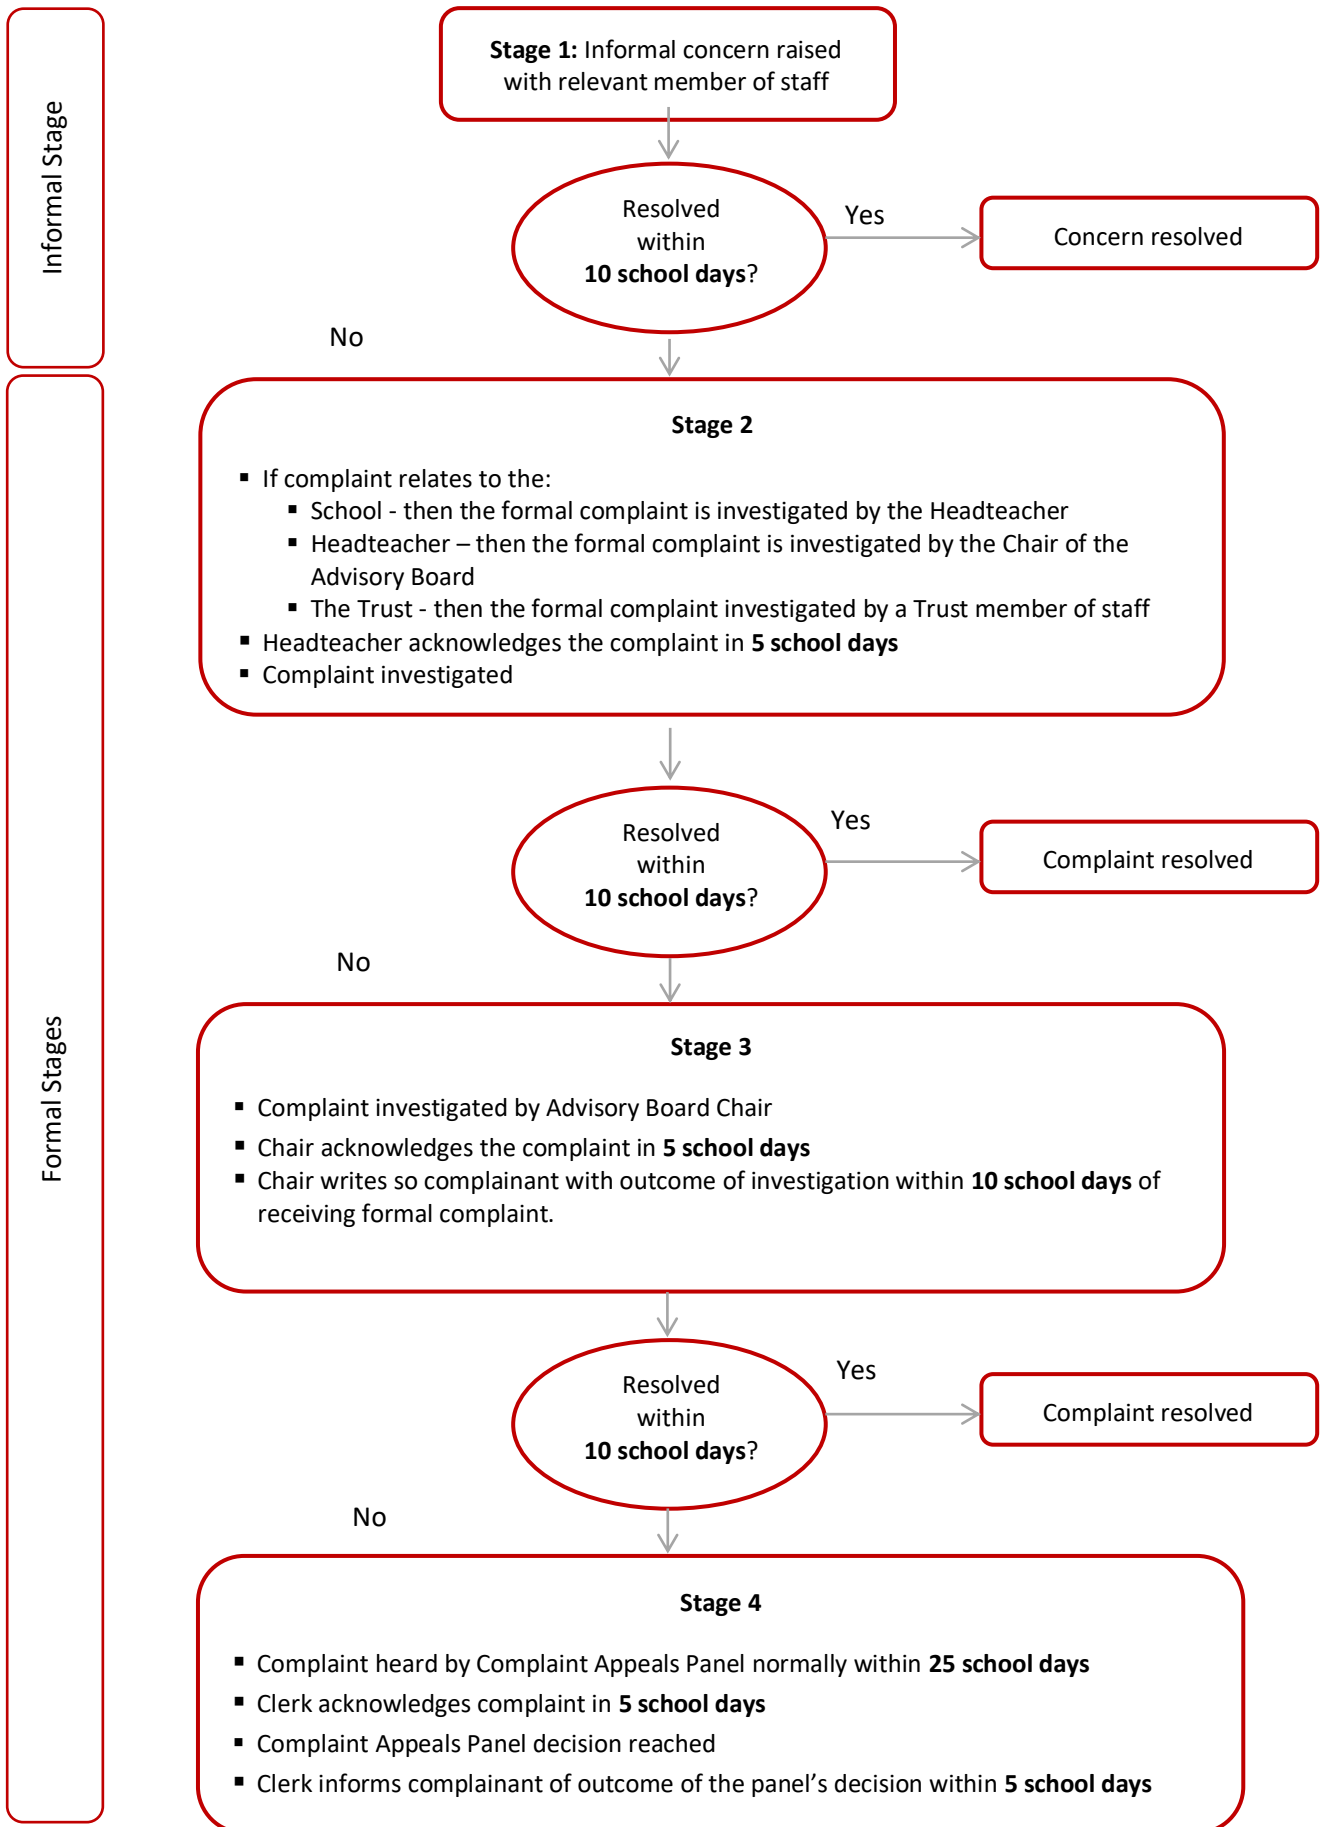 Informal Stage
Stage 1: Informal concern raised
with relevant member of staff
Resolved
within
10 school days?
Yes
Concern resolved
No
Formal Stages
Stage 2
▪ If complaint relates to the:
▪ School - then the formal complaint is investigated by the Headteacher
▪ Headteacher – then the formal complaint is investigated by the Chair of the
Advisory Board
▪ The Trust - then the formal complaint investigated by a Trust member of staff
▪ Headteacher acknowledges the complaint in 5 school days
▪ Complaint investigated
Resolved
within
10 school days?
Yes
Complaint resolved
No
Stage 3
▪ Complaint investigated by Advisory Board Chair
▪ Chair acknowledges the complaint in 5 school days
▪ Chair writes so complainant with outcome of investigation within 10 school days of
receiving formal complaint.
Resolved
within
10 school days?
Yes
Complaint resolved
No
Stage 4
▪ Complaint heard by Complaint Appeals Panel normally within 25 school days
▪ Clerk acknowledges complaint in 5 school days
▪ Complaint Appeals Panel decision reached
▪ Clerk informs complainant of outcome of the panel’s decision within 5 school days